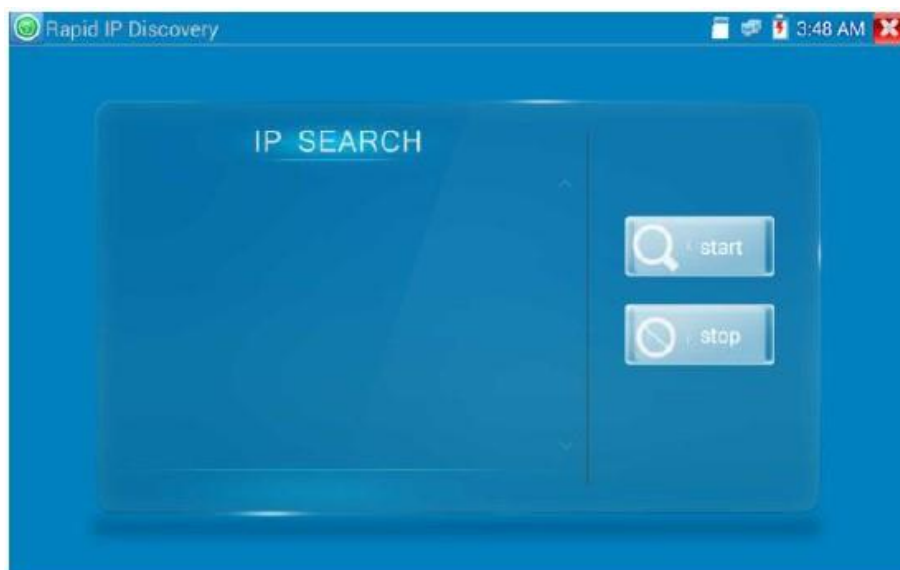 Rapid IP Discovery
3:48 AM
IP SEARCH
start
stop